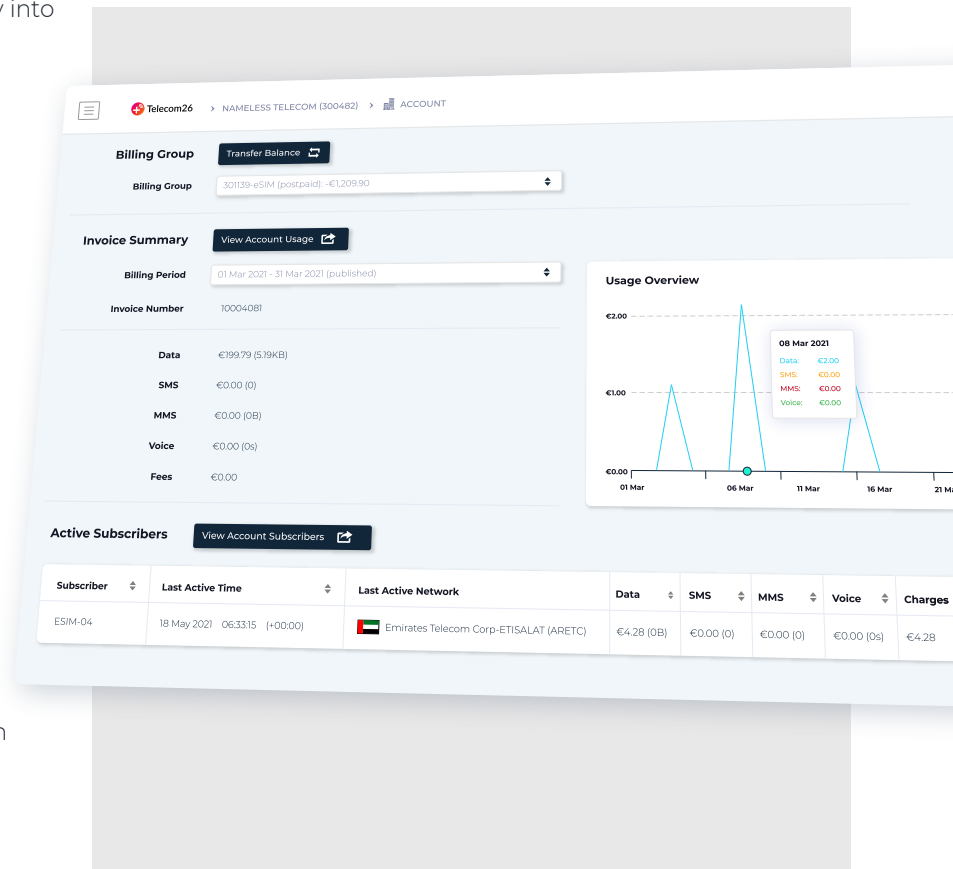 into
Telecom26 > NAMELESS TELECOM (300482) > ACCOUNT
Billing Group Transfer Balance
Billing Group 301139-eSIM (postpaid): -€1,209.90
Invoice Summary View Account Usage
Billing Period 01 Mar 2021 - 31 Mar 2021 (published)
Invoice Number 10004081
Data €199.79 (5.19KB)
SMS €0.00 (0)
MMS €0.00 (0B)
Voice €0.00 (0s)
Fees €0.00
Usage Overview
€2.00
€1.00
€0.00
01 Mar 06 Mar 11 Mar 16 Mar 21
08 Mar 2021
Data: €2.00
SMS: €0.00
MMS: €0.00
Voice: €0.00
Active Subscribers View Account Subscribers
Subscriber Last Active Time Last Active Network Data SMS MMS Voice Charges
ESIM-04 18 May 2021 06:33:15 (+00:00) Emirates Telecom Corp-ETISALAT (ARETC) €4.28 (0B) €0.00 (0) €0.00 (0) €0.00 (0s) €4.28